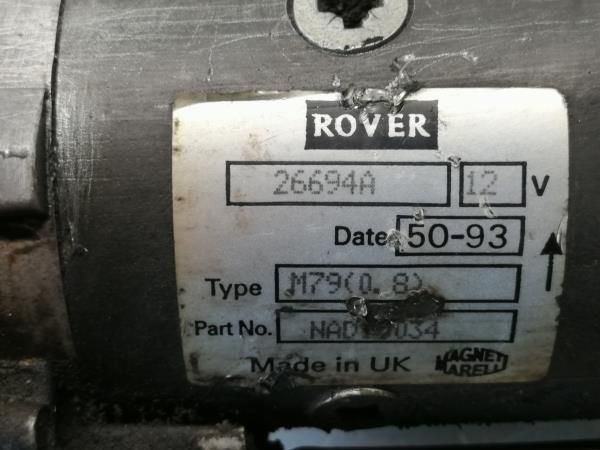 ROVER
26694A 12 V
Date 50-93
Type M79(0.8)
Part No.
Made in UK MAGNETI
MARELLI